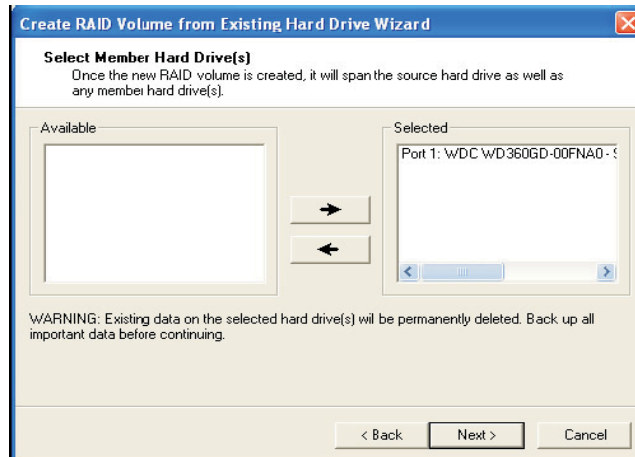 Create RAID Volume from Existing Hard Drive Wizard
Select Member Hard Drive(s)
Once the new RAID volume is created, it will span the source hard drive as well as
any member hard drive(s).
Available
Selected
Port 1: WDC WD360GD-00FNA0 - S
WARNING: Existing data on the selected hard drive(s) will be permanently deleted. Back up all
important data before continuing.
< Back
Next >
Cancel